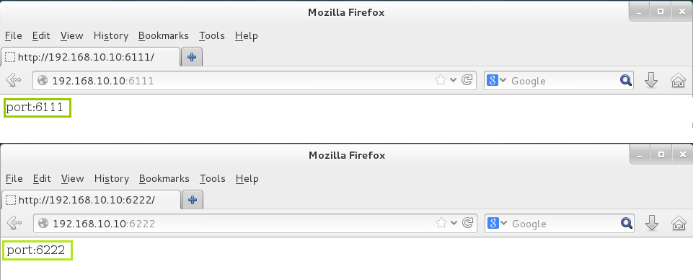 Mozilla Firefox
File Edit View History Bookmarks Tools Help
http://192.168.10.10:6111/
192.168.10.10:6111 Google
port:6111
Mozilla Firefox
File Edit View History Bookmarks Tools Help
http://192.168.10.10:6222/
192.168.10.10:6222 Google
port:6222